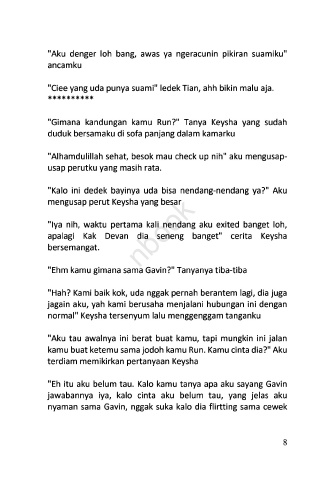 "Aku denger loh bang, awas ya ngeracunin pikiran suamiku"
ancamku
"Ciee yang uda punya suami" ledek Tian, ahh bikin malu aja.
**********
"Gimana kandungan kamu Run?" Tanya Keysha yang sudah
duduk bersamaku di sofa panjang dalam kamarku
"Alhamdulillah sehat, besok mau check up nih" aku mengusap-
usap perutku yang masih rata.
"Kalo ini dedek bayinya uda bisa nendang-nendang ya?" Aku
mengusap perut Keysha yang besar
"Iya nih, waktu pertama kali nendang aku exited banget loh,
apalagi Kak Devan dia seneng banget" cerita Keysha
bersemangat.
"Ehm kamu gimana sama Gavin?" Tanyanya tiba-tiba
"Hah? Kami baik kok, uda nggak pernah berantem lagi, dia juga
jagain aku, yah kami berusaha menjalani hubungan ini dengan
normal" Keysha tersenyum lalu menggenggam tanganku
"Aku tau awalnya ini berat buat kamu, tapi mungkin ini jalan
kamu buat ketemu sama jodoh kamu Run. Kamu cinta dia?" Aku
terdiam memikirkan pertanyaan Keysha
"Eh itu aku belum tau. Kalo kamu tanya apa aku sayang Gavin
jawabannya iya, kalo cinta aku belum tau, yang jelas aku
nyaman sama Gavin, nggak suka kalo dia flirtting sama cewek
8